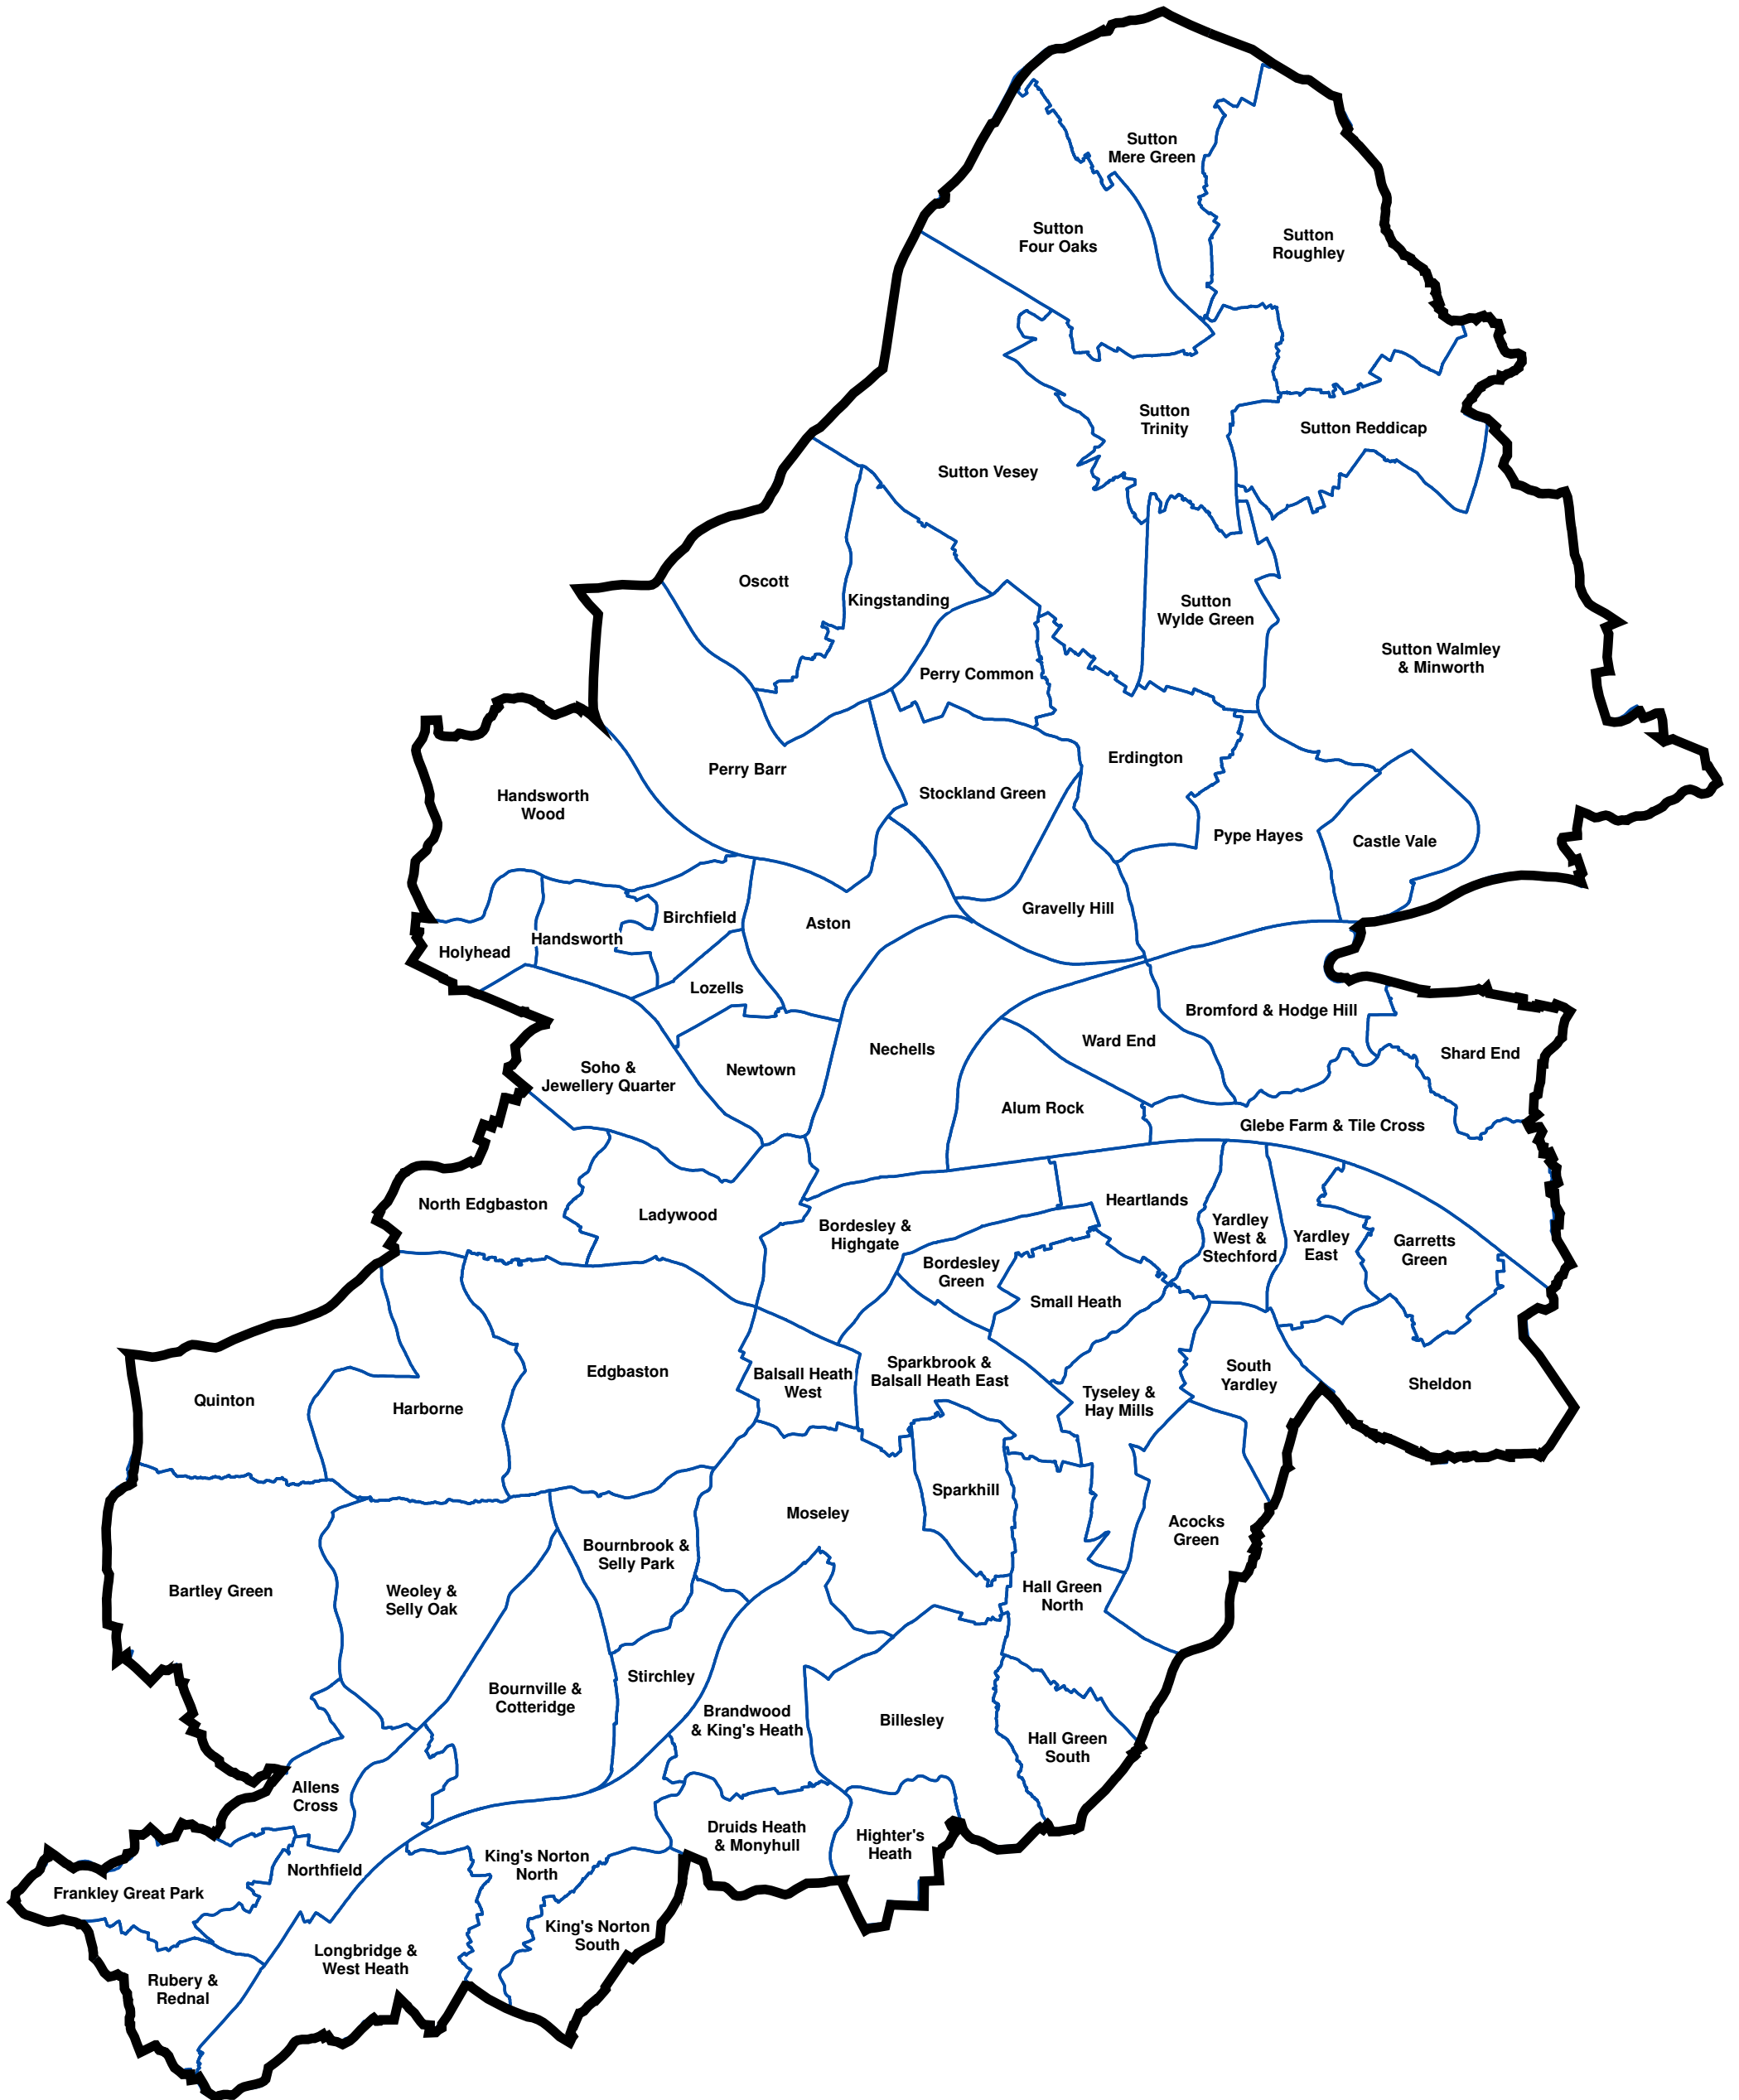 Sutton
Mere Green
Sutton
Four Oaks
Sutton
Roughley
Sutton
Trinity
Sutton Reddicap
Sutton Vesey
Oscott
Kingstanding
Sutton
Wylde Green
Sutton Walmley
& Minworth
Perry Common
Erdington
Perry Barr
Stockland Green
Handsworth
Wood
Pype Hayes
Castle Vale
Gravelly Hill
Birchfield
Aston
Handsworth
Holyhead
Lozells
Bromford & Hodge Hill
Ward End
Nechells
Shard End
Soho &
Jewellery Quarter
Newtown
Alum Rock
Glebe Farm & Tile Cross
North Edgbaston
Ladywood
Heartlands
Bordesley &
Highgate
Yardley
West &
Stechford
Yardley
East
Garretts
Green
Bordesley
Green
Small Heath
Edgbaston
Balsall Heath
West
Sparkbrook &
Balsall Heath East
South
Yardley
Sheldon
Tyseley &
Hay Mills
Quinton
Harborne
Sparkhill
Moseley
Acocks
Green
Bournbrook &
Selly Park
Bartley Green
Weoley &
Selly Oak
Hall Green
North
Stirchley
Bournville &
Cotteridge
Brandwood
& King's Heath
Billesley
Hall Green
South
Allens
Cross
Druids Heath
& Monyhull
Highter's
Heath
King's Norton
North
Northfield
Frankley Great Park
King's Norton
South
Longbridge &
West Heath
Rubery &
Rednal